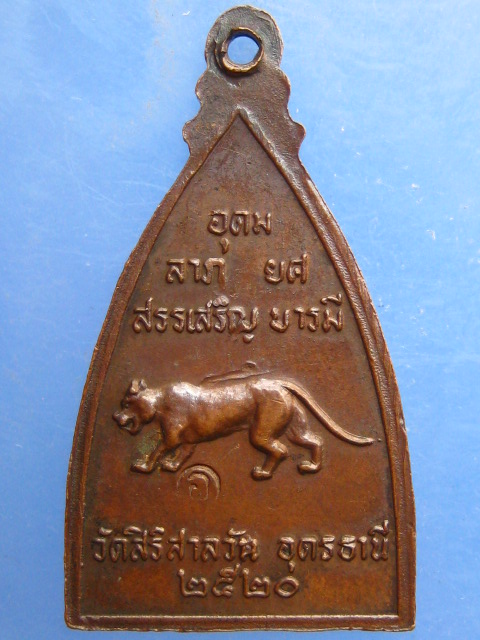 อุดม
ลาภ ยศ
สรรเสริญ บารมี
อ
วัดสิริสาลวัน อุดรธานี
๒๕๒๐